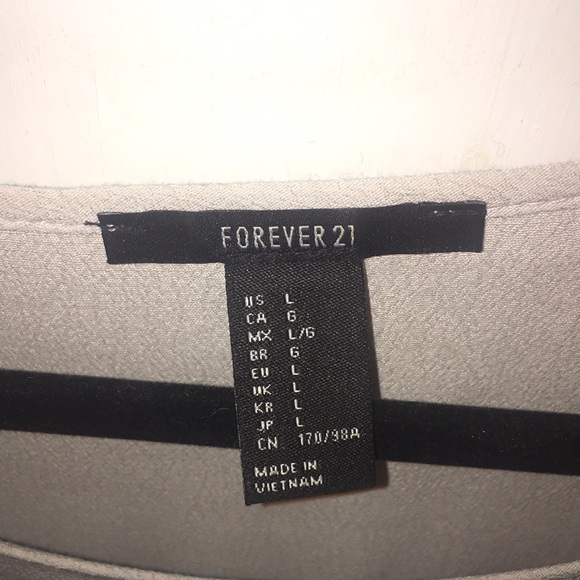 FOREVER 21
US L
CA G
MX L/G
BR G
EU L
UK L
KR L
JP L
CN 170/98A
MADE IN
VIETNAM